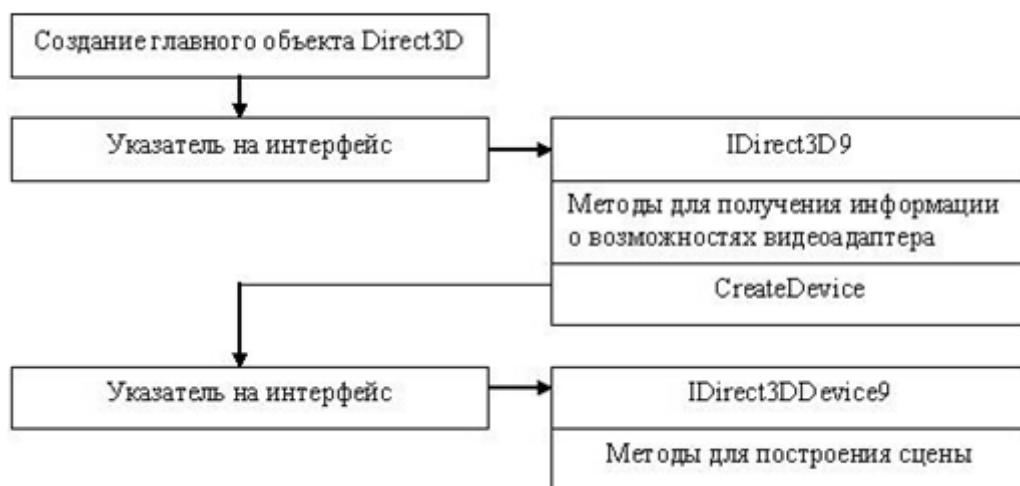 Создание главного объекта Direct3D
Указатель на интерфейс
IDirect3D9
Методы для получения информации
о возможностях видеоадаптера
CreateDevice
Указатель на интерфейс
IDirect3DDevice9
Методы для построения сцены